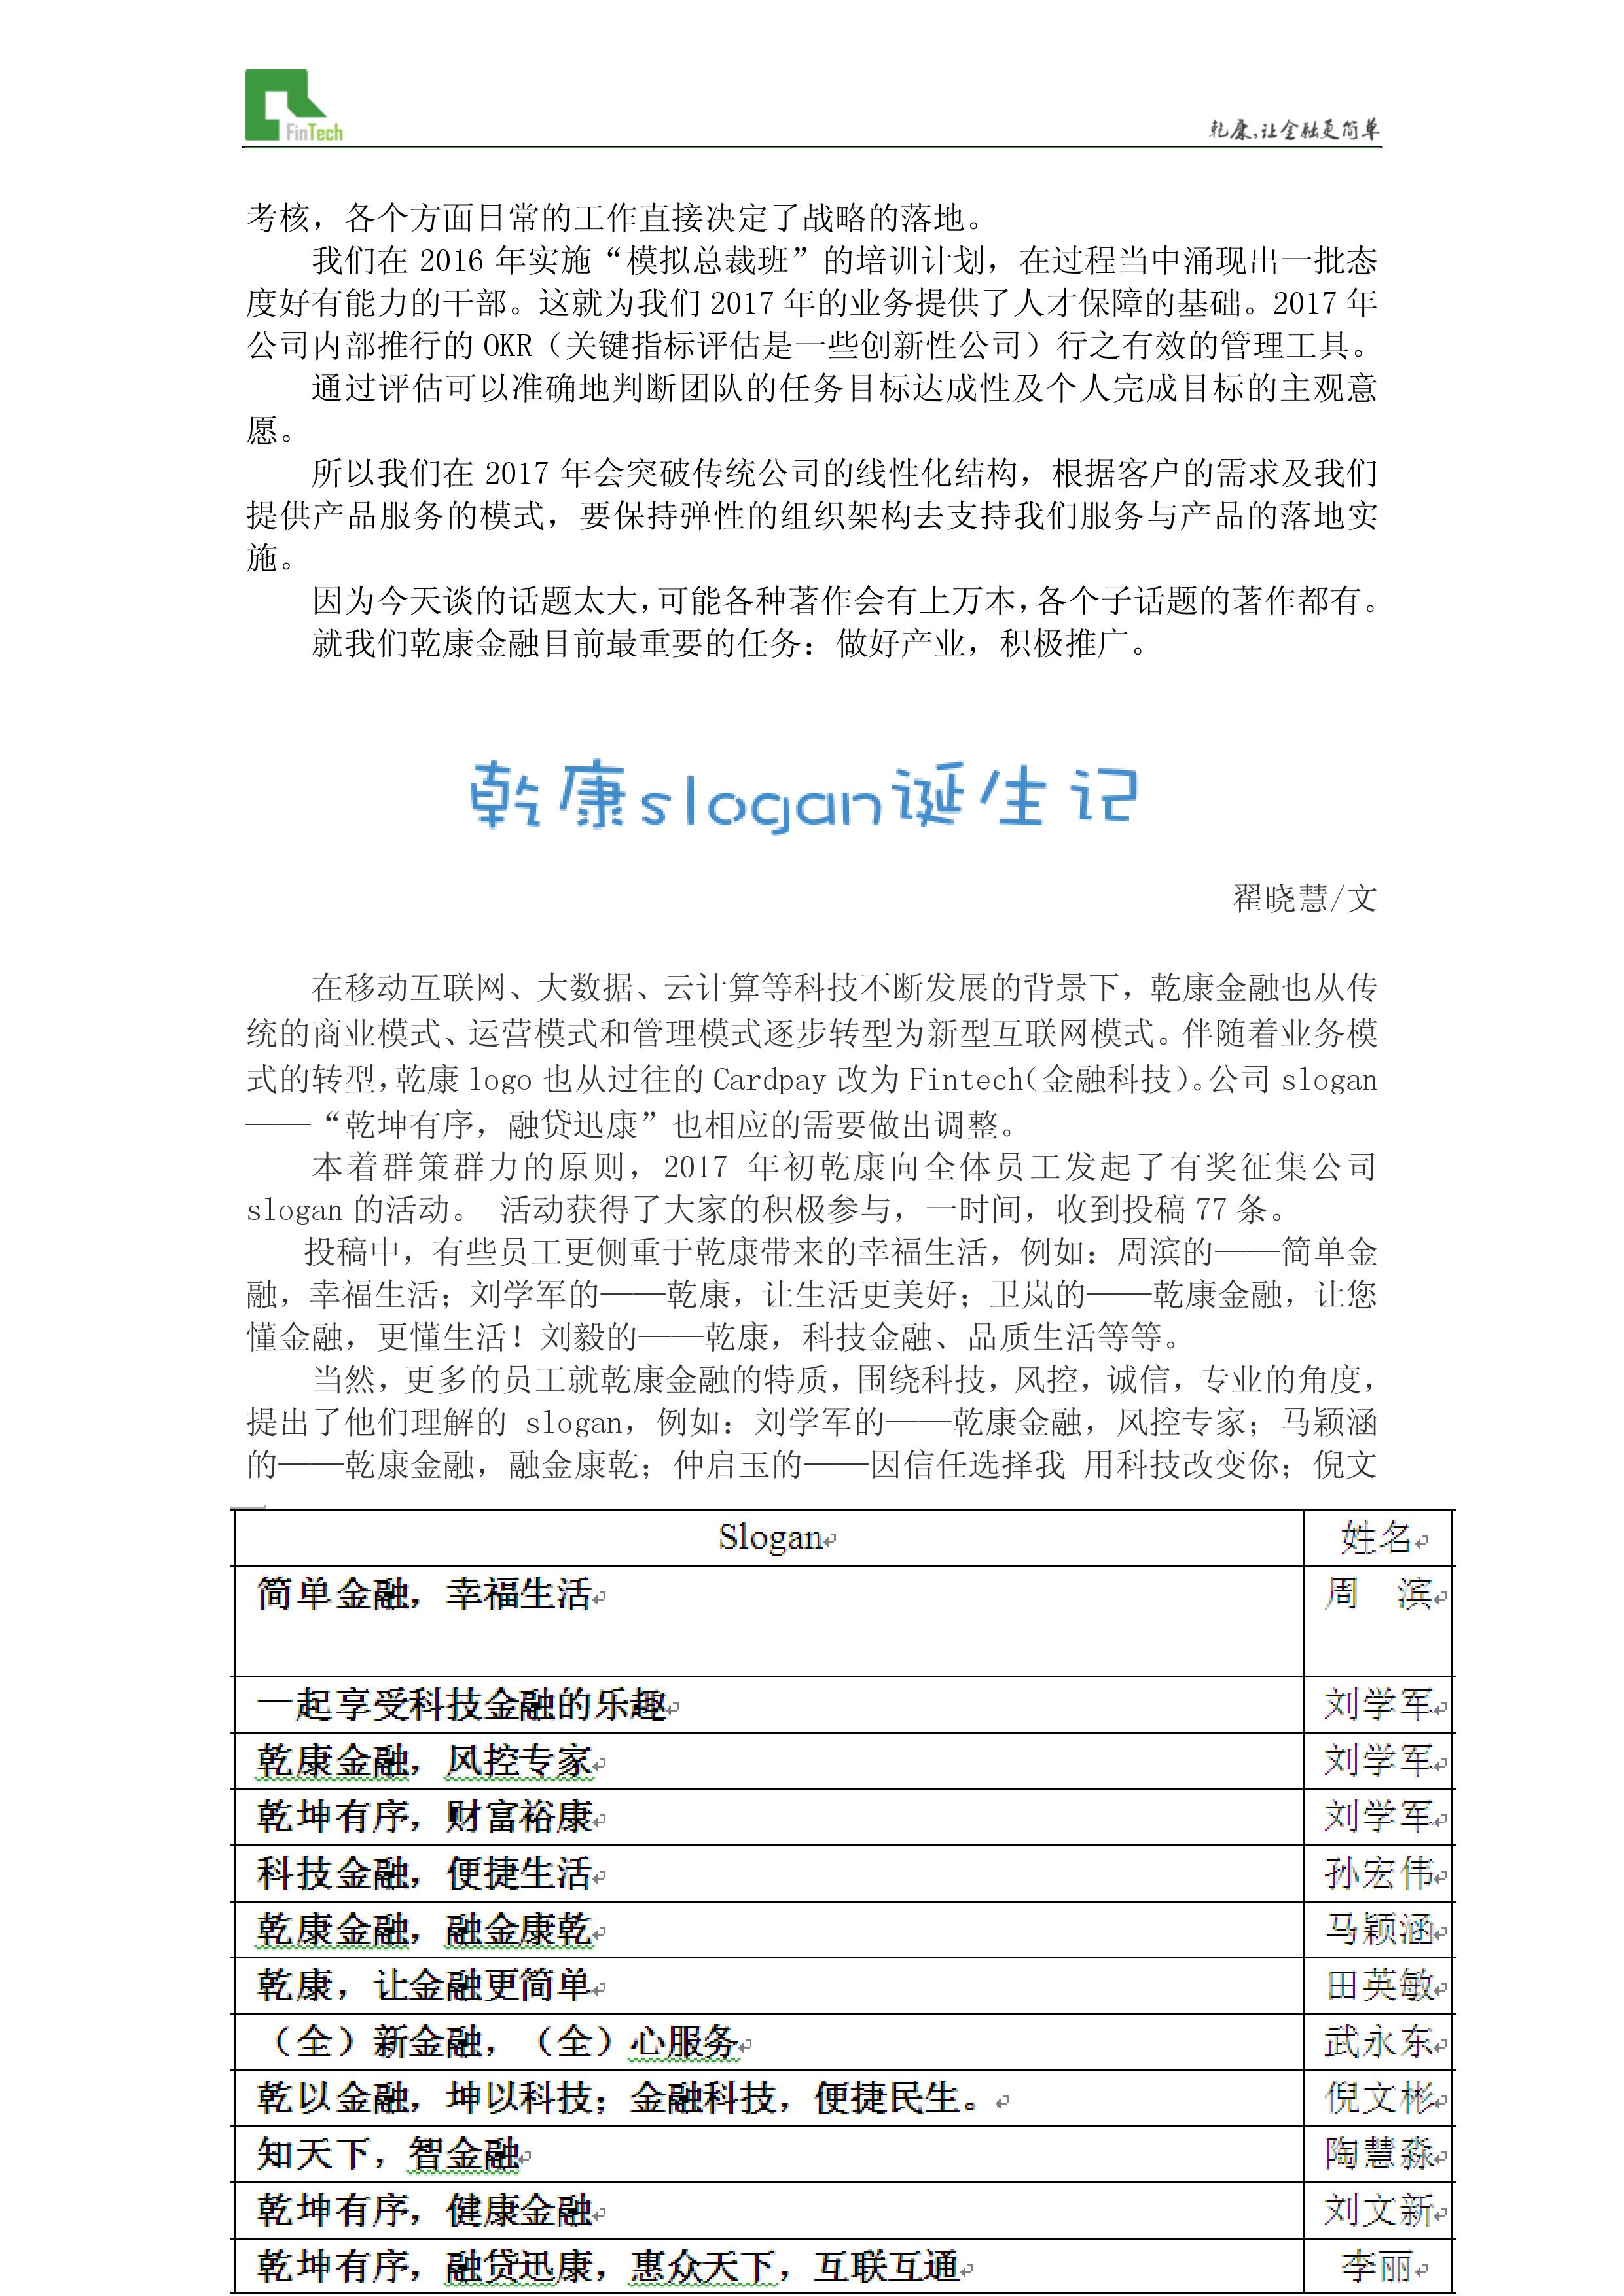 FinTech
乾康,让金融更简单
考核，各个方面日常的工作直接决定了战略的落地。
我们在 2016 年实施“模拟总裁班”的培训计划，在过程当中涌现出一批态
度好有能力的干部。这就为我们 2017 年的业务提供了人才保障的基础。2017 年
公司内部推行的 OKR（关键指标评估是一些创新性公司）行之有效的管理工具。
通过评估可以准确地判断团队的任务目标达成性及个人完成目标的主观意
愿。
所以我们在 2017 年会突破传统公司的线性化结构，根据客户的需求及我们
提供产品服务的模式，要保持弹性的组织架构去支持我们服务与产品的落地实
施。
因为今天谈的话题太大，可能各种著作会有上万本，各个子话题的著作都有。
就我们乾康金融目前最重要的任务：做好产业，积极推广。
乾康slogan诞生记
翟晓慧/文
在移动互联网、大数据、云计算等科技不断发展的背景下，乾康金融也从传
统的商业模式、运营模式和管理模式逐步转型为新型互联网模式。伴随着业务模
式的转型，乾康 logo 也从过往的 Cardpay 改为 Fintech（金融科技）。公司 slogan
——“乾坤有序，融贷迅康”也相应的需要做出调整。
本着群策群力的原则，2017 年初乾康向全体员工发起了有奖征集公司
slogan 的活动。 活动获得了大家的积极参与，一时间，收到投稿 77 条。
投稿中，有些员工更侧重于乾康带来的幸福生活，例如：周滨的——简单金
融，幸福生活；刘学军的——乾康，让生活更美好；卫岚的——乾康金融，让您
懂金融，更懂生活！刘毅的——乾康，科技金融、品质生活等等。
当然，更多的员工就乾康金融的特质，围绕科技，风控，诚信，专业的角度，
提出了他们理解的 slogan，例如：刘学军的——乾康金融，风控专家；马颖涵
的——乾康金融，融金康乾；仲启玉的——因信任选择我 用科技改变你；倪文
Slogan 姓名
简单金融，幸福生活 周 滨
一起享受科技金融的乐趣 刘学军
乾康金融，风控专家 刘学军
乾坤有序，财富裕康 刘学军
科技金融，便捷生活 孙宏伟
乾康金融，融金康乾 马颖涵
乾康，让金融更简单 田英敏
（全）新金融，（全）心服务 武永东
乾以金融，坤以科技；金融科技，便捷民生。 倪文彬
知天下，智金融 陶慧淼
乾坤有序，健康金融 刘文新
乾坤有序，融贷迅康，惠众天下，互联互通 李丽